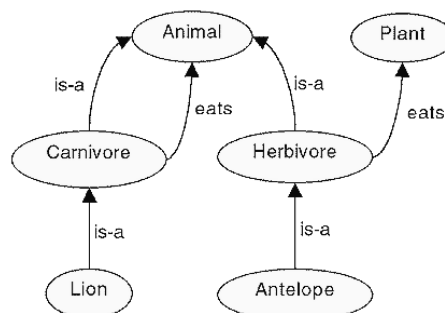 Animal
Plant
is-a
is-a
eats
eats
Carnivore
Herbivore
is-a
is-a
Lion
Antelope